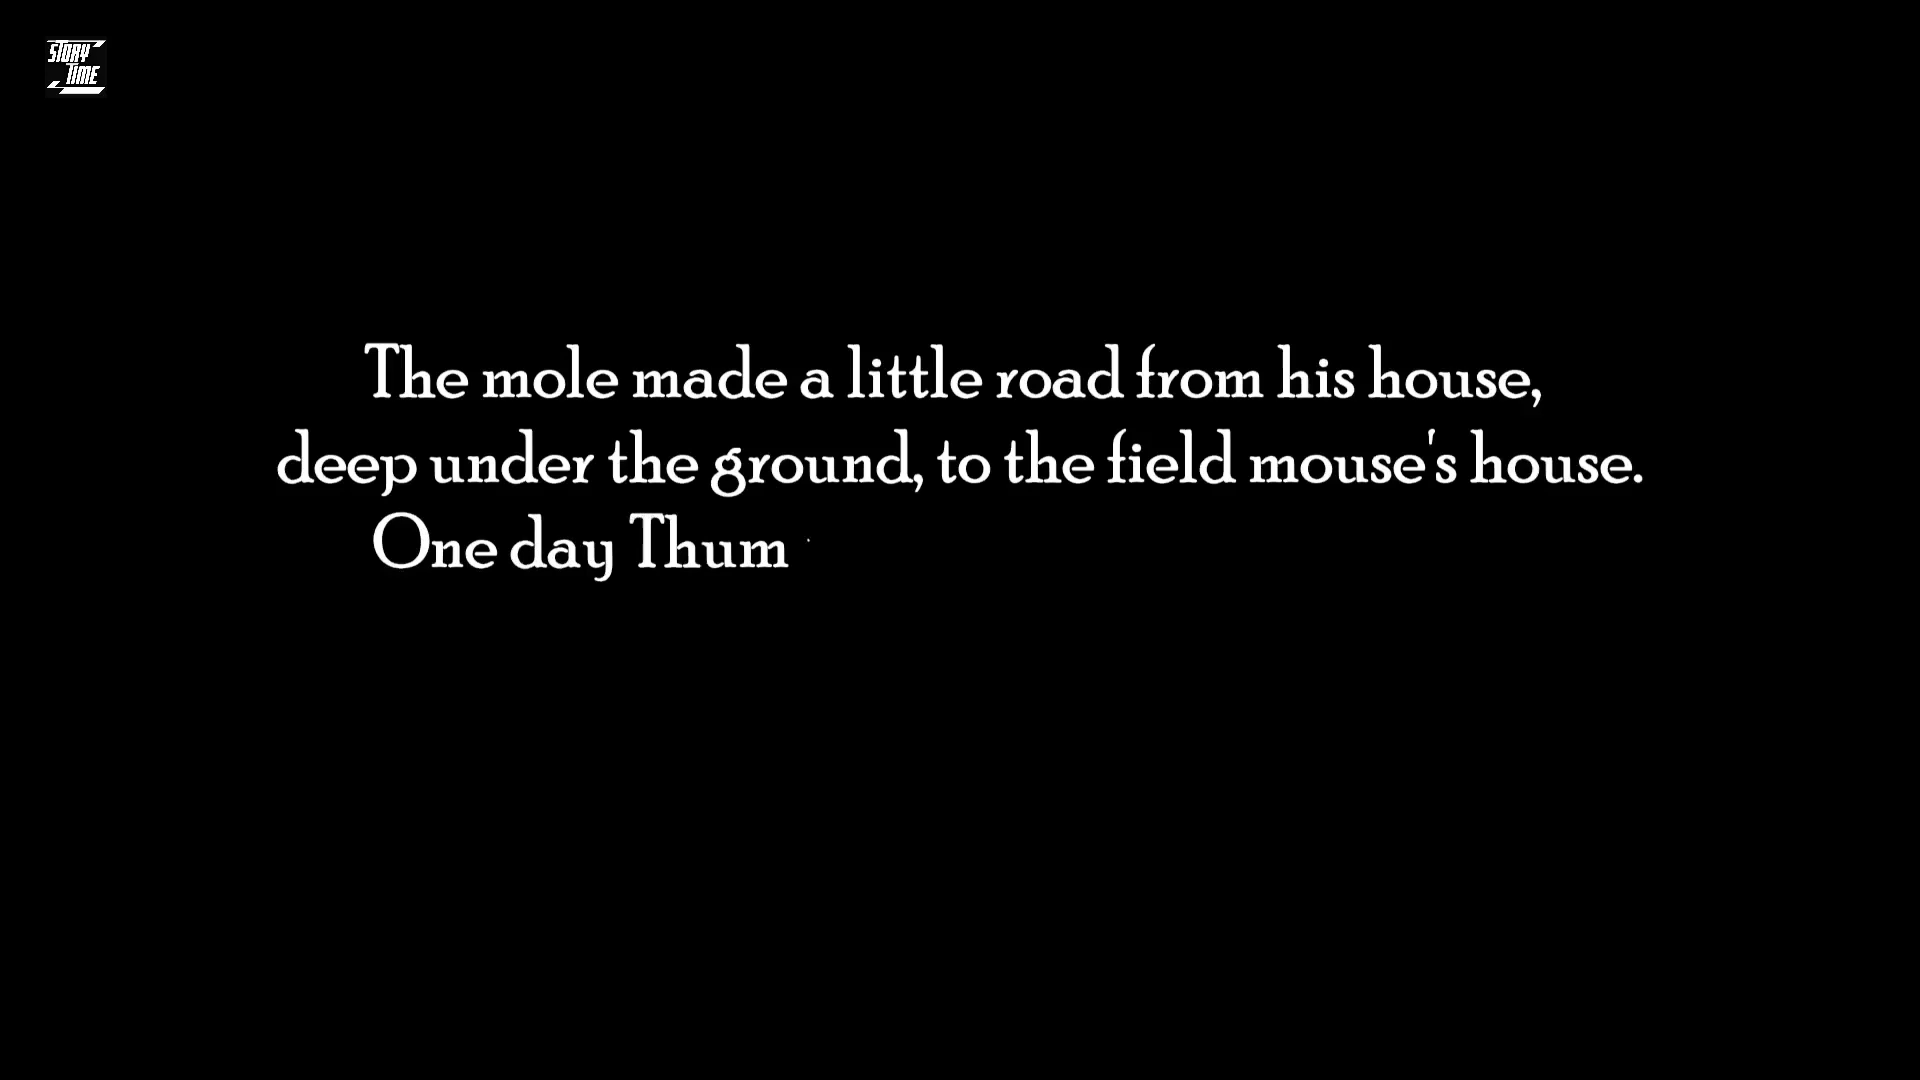 STORY
TIME
The mole made a little road from his house,
deep under the ground, to the field mouse's house.
One day Thum